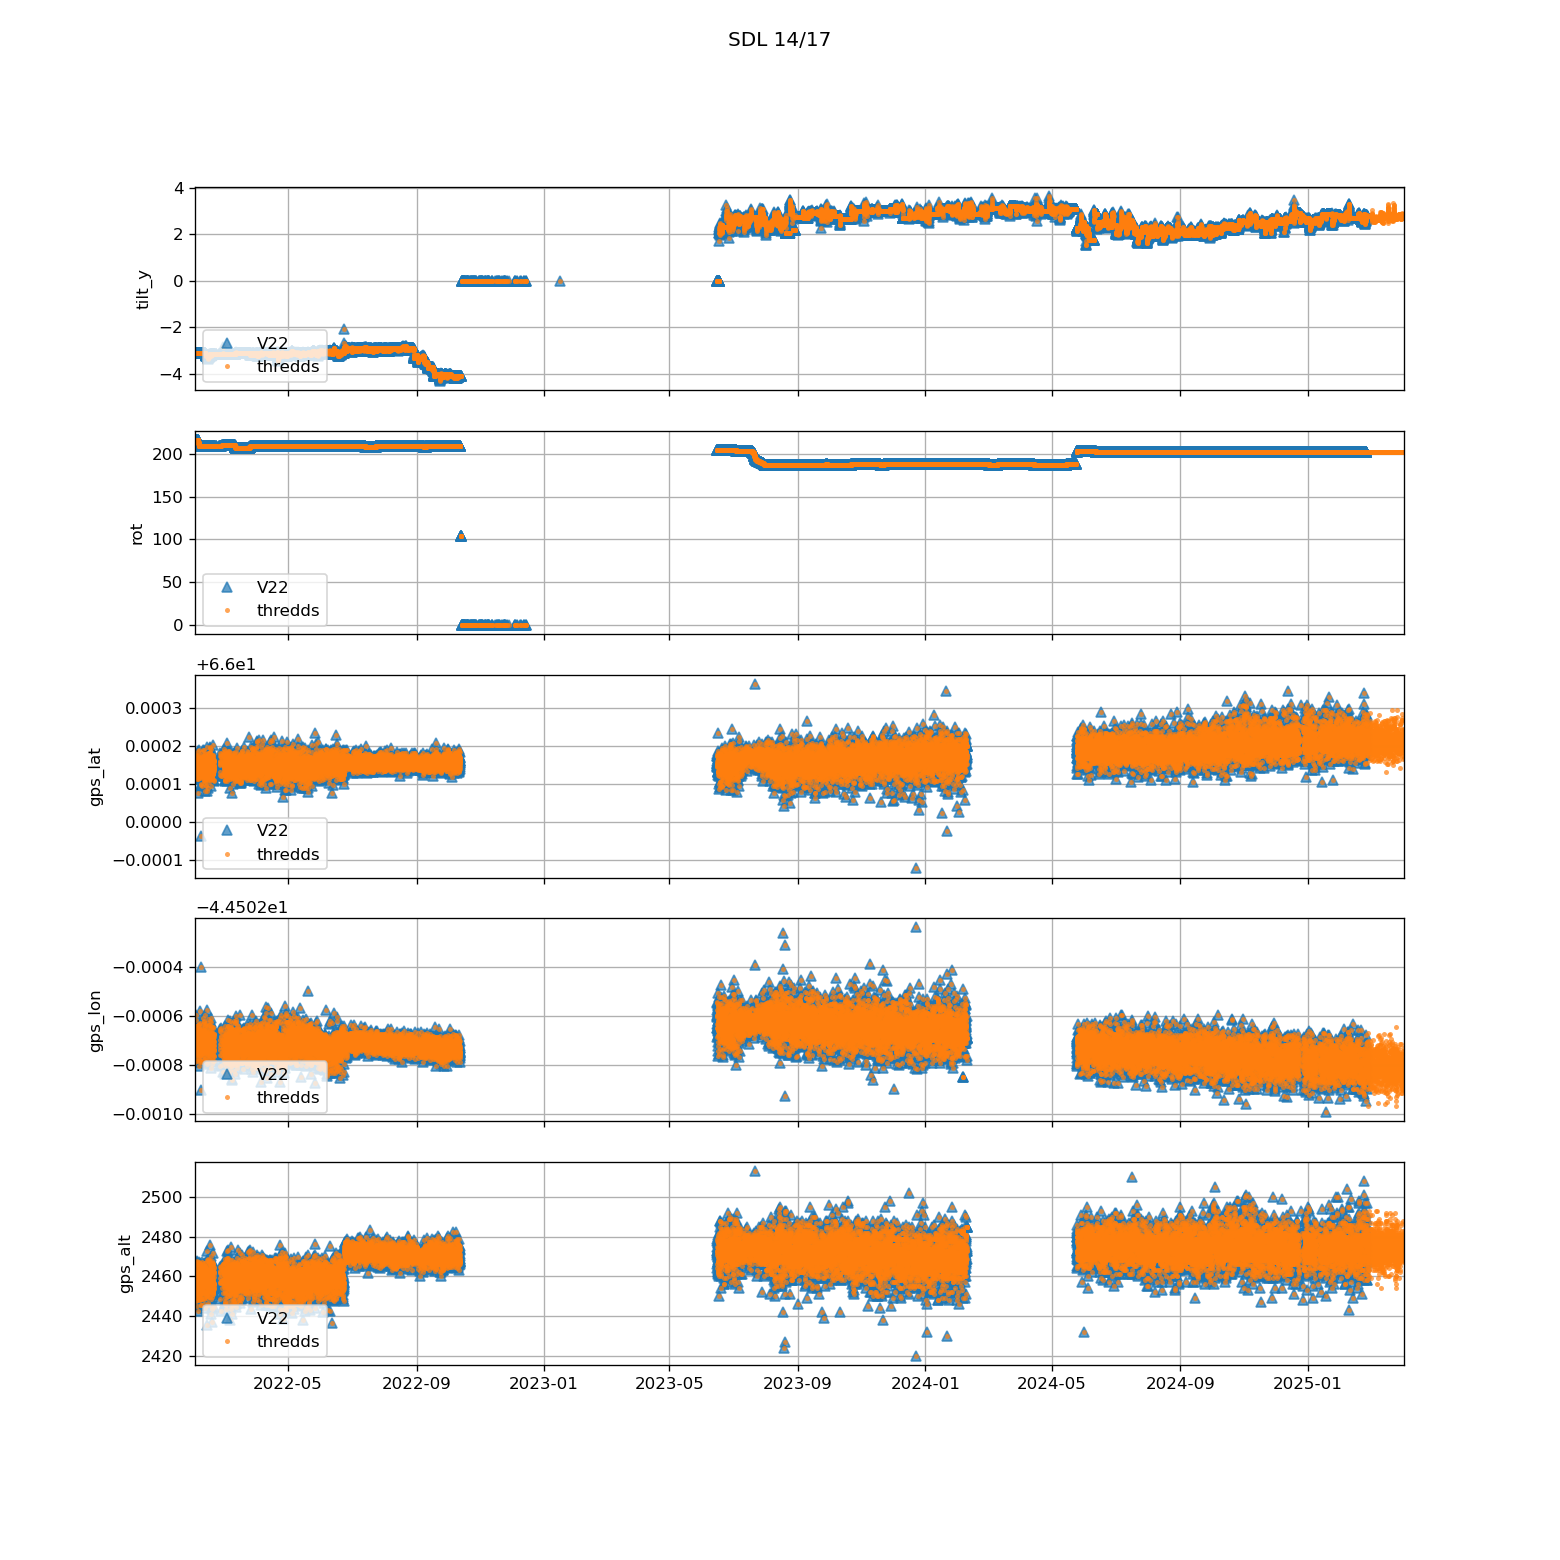 SDL 14/17
4
2
0
−2
−4
tilt_y
V22
thredds
200
150
100
50
0
rot
V22
thredds
+6.6e1
0.0003
0.0002
0.0001
0.0000
−0.0001
gps_lat
V22
thredds
−4.4502e1
−0.0004
−0.0006
−0.0008
−0.0010
gps_lon
V22
thredds
2500
2480
2460
2440
2420
gps_alt
V22
thredds
2022-05 2022-09 2023-01 2023-05 2023-09 2024-01 2024-05 2024-09 2025-01